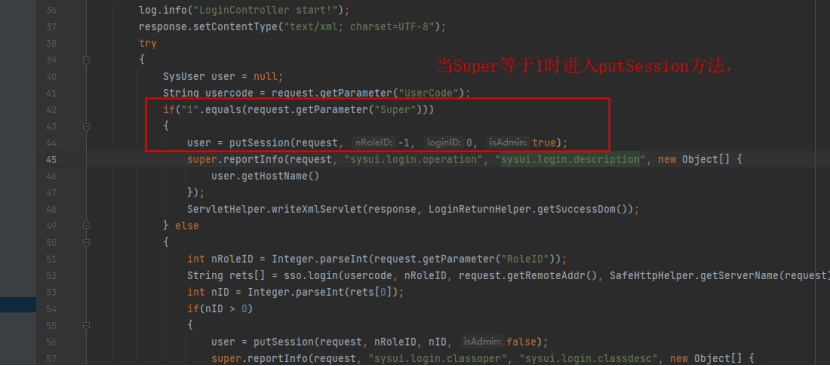 36 log.info("LoginController start!");
37 response.setContentType("text/xml; charset=UTF-8");
38 try
39 {
当Super等于1时进入putSession方法，
40 SysUser user = null;
41 String usercode = request.getParameter("UserCode");
42 if("1".equals(request.getParameter("Super")))
43 {
44 user = putSession(request, nRoleID: -1, loginID: 0, isAdmin: true);
45 super.reportInfo(request, "sysui.login.operation", "sysui.login.description", new Object[] {
46 user.getHostName()
47 });
48 ServletHelper.writeXmlServlet(response, LoginReturnHelper.getSuccessDom());
49 } else
50 {
51 int nRoleID = Integer.parseInt(request.getParameter("RoleID"));
52 String rets[] = sso.login(usercode, nRoleID, request.getRemoteAddr(), SafeHttpHelper.getServerName(request)
53 int nID = Integer.parseInt(rets[0]);
54 if(nID > 0)
55 {
56 user = putSession(request, nRoleID, nID, isAdmin: false);
57 super.reportInfo(request, "sysui.login.classoper", "sysui.login.classdesc", new Object[] {